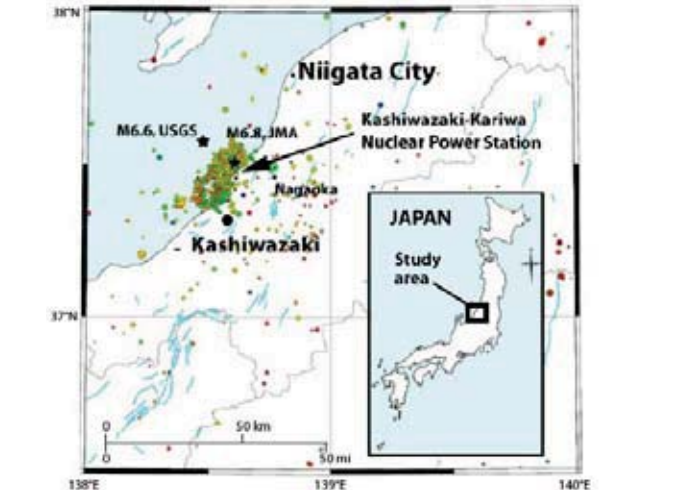 38°N
Niigata City
M6.6, USGS
M6.8, JMA
Kashiwazaki-Kariwa
Nuclear Power Station
Nagaoka
Kashiwazaki
JAPAN
Study
area
37°N
0
50 km
0
50 mi
138°E
139°E
140°E